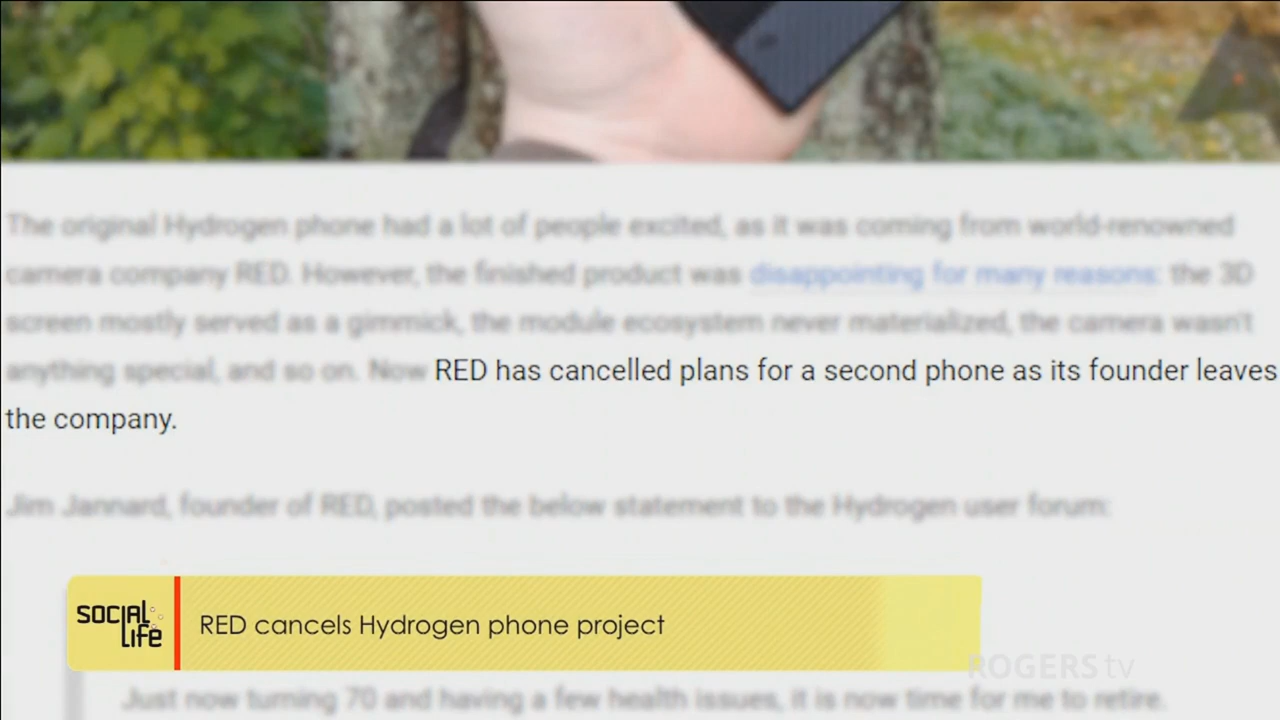 The original Hydrogen phone had a lot of people excited, as it was coming from world-renowned
camera company RED. However, the finished product was disappointing for many reasons: the 3D
screen mostly served as a gimmick, the module ecosystem never materialized, the camera wasn't
anything special, and so on. Now RED has cancelled plans for a second phone as its founder leaves
the company.
Jim Jannard, founder of RED, posted the below statement to the Hydrogen user forum:
SOCIAL
LIFE
RED cancels Hydrogen phone project
ROGERS tv
Just now turning 70 and having a few health issues, it is now time for me to retire.